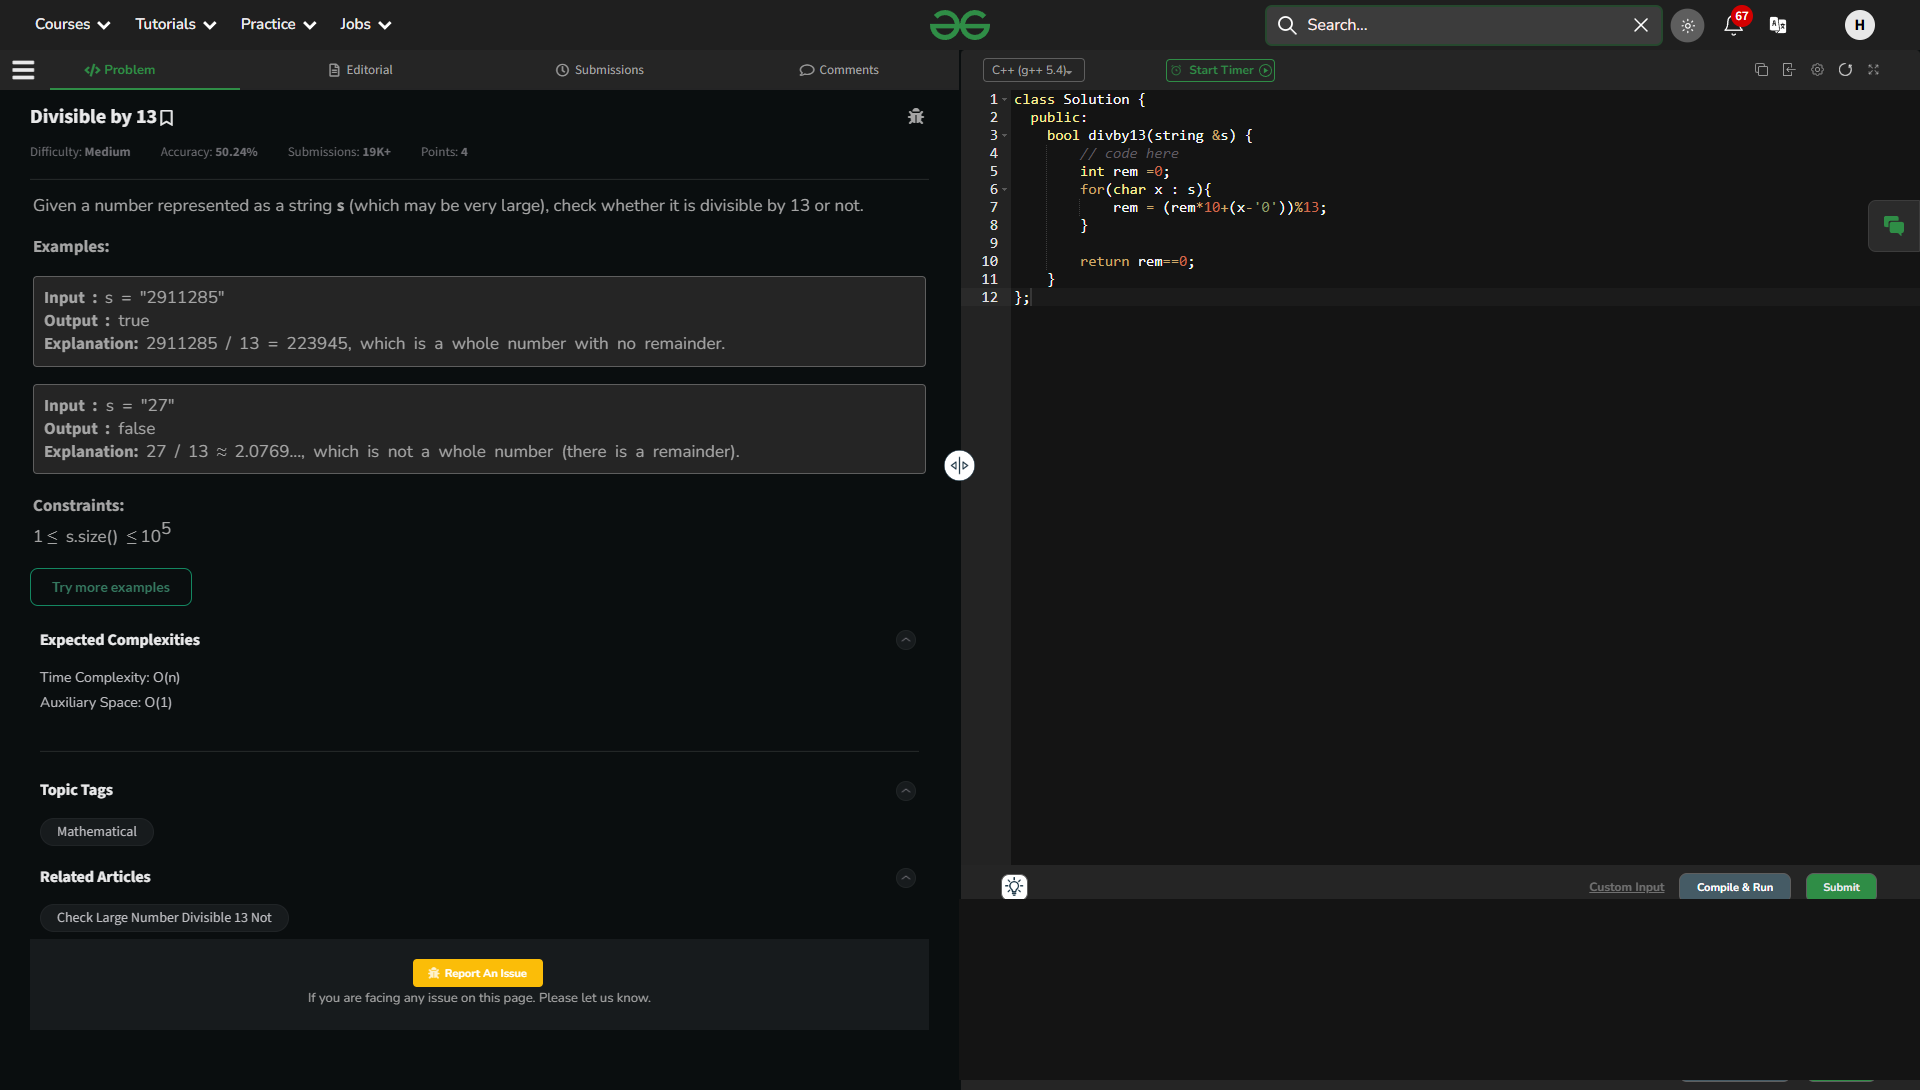 Courses Tutorials Practice Jobs Search... 67 H
Problem Editorial Submissions Comments
Divisible by 13
Difficulty: Medium Accuracy: 50.24% Submissions: 19K+ Points: 4
Given a number represented as a string s (which may be very large), check whether it is divisible by 13 or not.
Examples:
Input : s = "2911285"
Output : true
Explanation: 2911285 / 13 = 223945, which is a whole number with no remainder.
Input : s = "27"
Output : false
Explanation: 27 / 13 ≈ 2.0769..., which is not a whole number (there is a remainder).
Constraints:
1 ≤ s.size() ≤ 10^5
Try more examples
Expected Complexities
Time Complexity: O(n)
Auxiliary Space: O(1)
Topic Tags
Mathematical
Related Articles
Check Large Number Divisible 13 Not
Report An Issue
If you are facing any issue on this page. Please let us know.
C++ (g++ 5.4) Start Timer
1 class Solution {
2 public:
3 bool divby13(string &s) {
4 // code here
5 int rem =0;
6 for(char x : s){
7 rem = (rem*10+(x-'0'))%13;
8 }
9
10 return rem==0;
11 }
12 };
Custom Input Compile & Run Submit